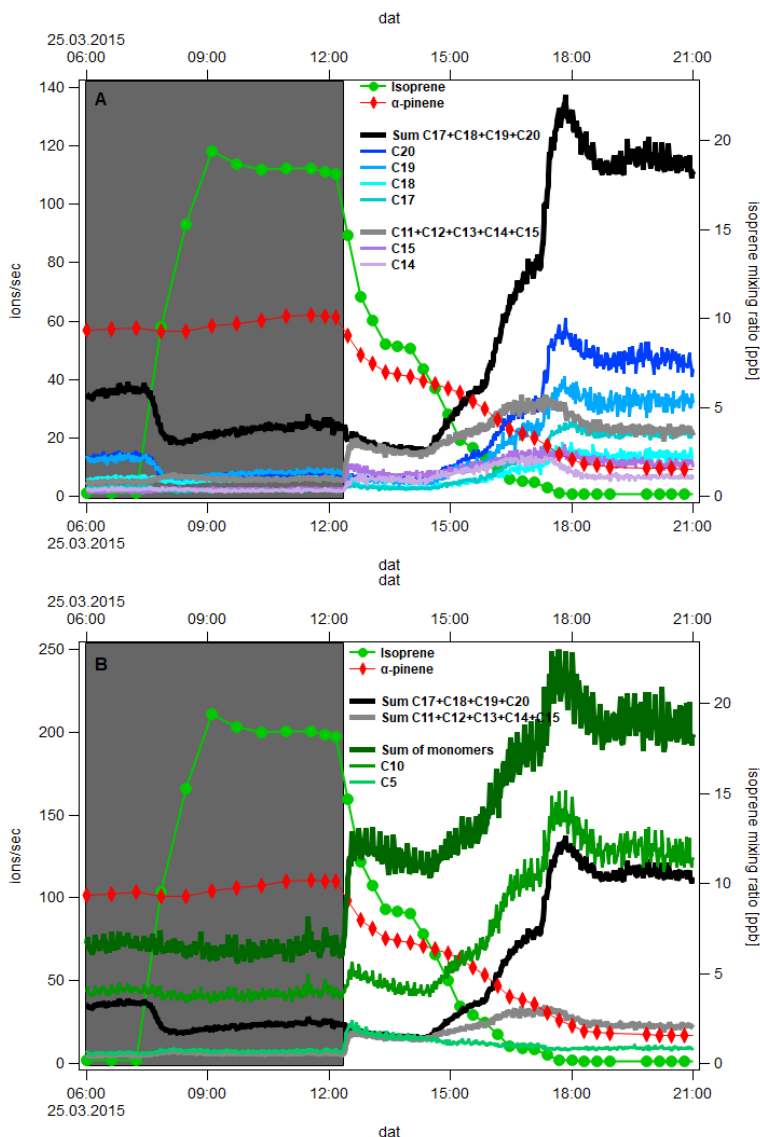 dat
25.03.2015
06:00 09:00 12:00 15:00 18:00 21:00
A
Isoprene
α-pinene
Sum C17+C18+C19+C20
C20
C19
C18
C17
C11+C12+C13+C14+C15
C15
C14
140
120
100
80
60
40
20
0
ions/sec
20
15
10
5
0
isoprene mixing ratio [ppb]
06:00 09:00 12:00 15:00 18:00 21:00
25.03.2015
dat
dat
25.03.2015
06:00 09:00 12:00 15:00 18:00 21:00
B
Isoprene
α-pinene
Sum C17+C18+C19+C20
Sum C11+C12+C13+C14+C15
Sum of monomers
C10
C5
250
200
150
100
50
0
ions/sec
20
15
10
5
0
isoprene mixing ratio [ppb]
06:00 09:00 12:00 15:00 18:00 21:00
25.03.2015
dat